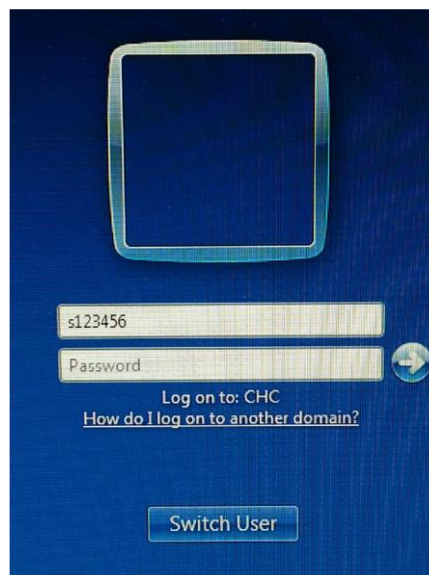 s123456
Password
Log on to: CHC
How do I log on to another domain?
Switch User